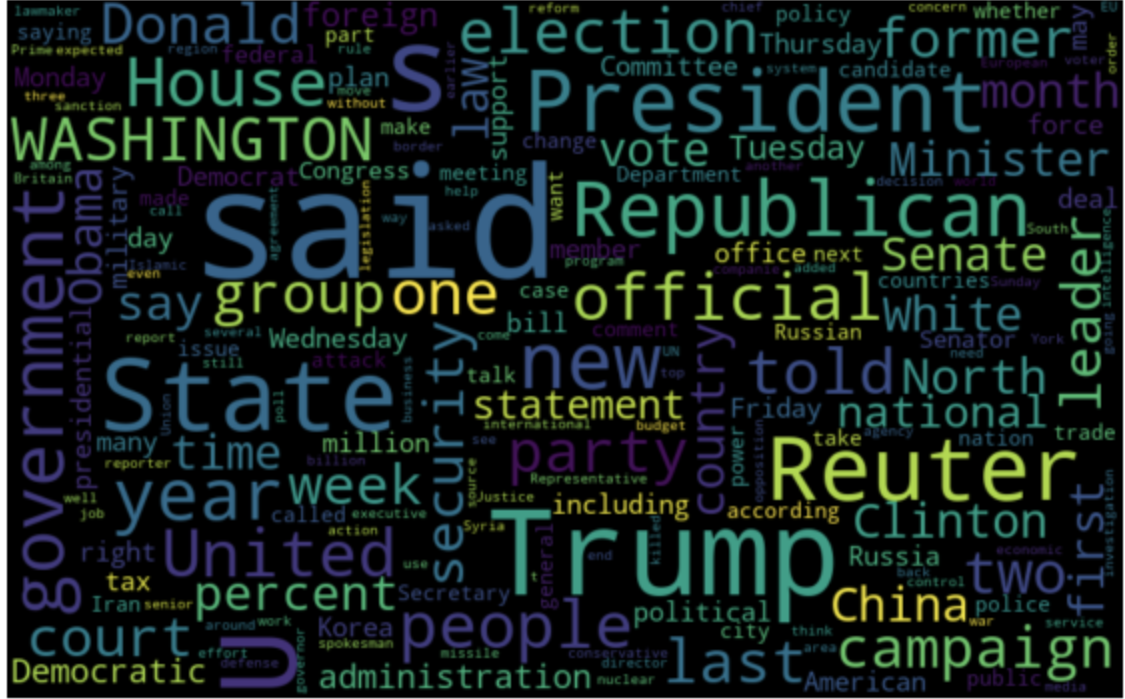 lawmaker Donald foreign reform chief concern whether EU
saying part election policy may
Prime expected region rule Thursday former order
federal Committee system candidate European voter
Monday House plan S earlier law support President month
three move
sanction without
WASHINGTON make change vote Tuesday Minister force
among border another
Britain Democrat Congress meeting Department decision world
government Obama military made said help want Republican deal
call agreement legislation way asked member South
day program office next Senate leader intelligence
Islamic companie added
even countries Sunday going
say group one case official White
several Wednesday come bill comment Russian Senator York
report issue attack security new UN country told need
still top North
presidential State poll business talk Friday national
Union statement power
many time million international budget take agency nation trade
reporter billion see party opposition Reuter
year week source Representative
well Justice including according Clinton first investigation
job called executive Syria Trump
right United action general end killed Russia economic
use t back two
tax percent Secretary control
Iran senior political China police
court around work Korea people city think war service
effort spokesman conservative last area campaign
Democratic U defense governor administration missile nuclear director American public
media